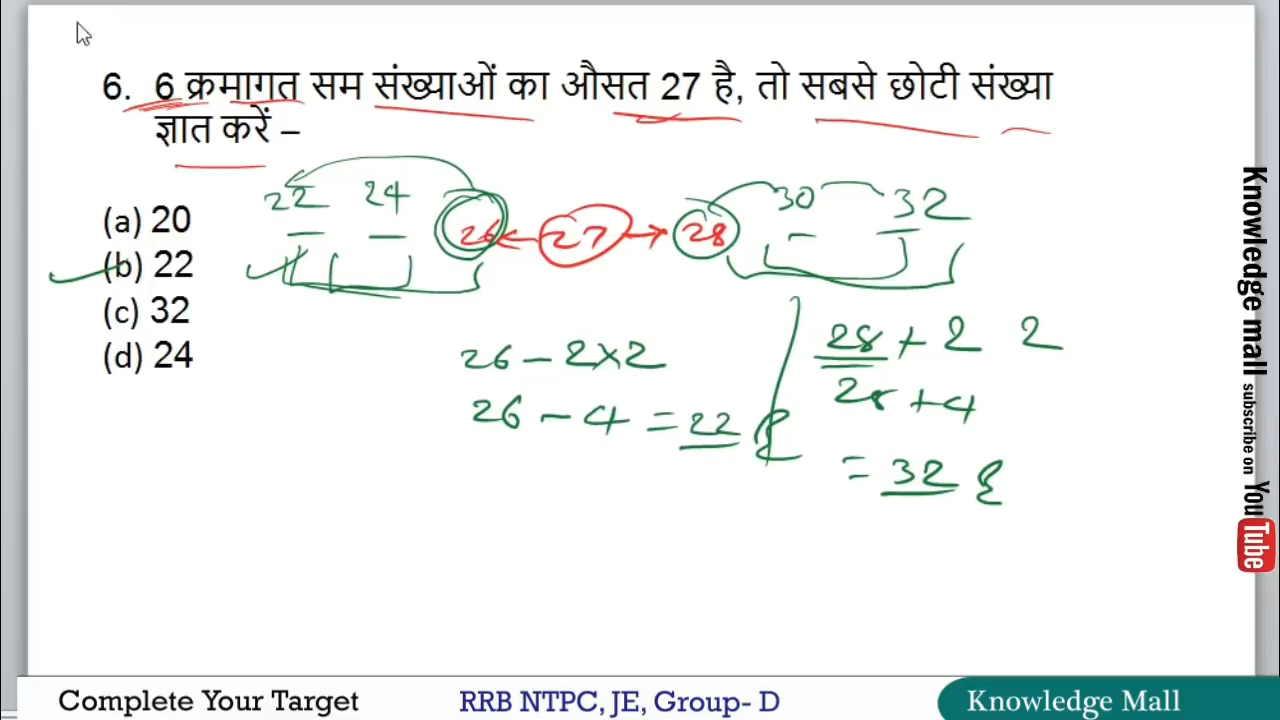 6. 6 क्रमागत सम संख्याओं का औसत 27 है, तो सबसे छोटी संख्या
ज्ञात करें –
22 24 26 27 28 30 32
(a) 20
(b) 22
(c) 32
(d) 24
26 - 2×2
26 - 4 = 22
28 + 2 2
28 + 4
= 32
Knowledge mall subscribe on YouTube
Complete Your Target
RRB NTPC, JE, Group- D
Knowledge Mall